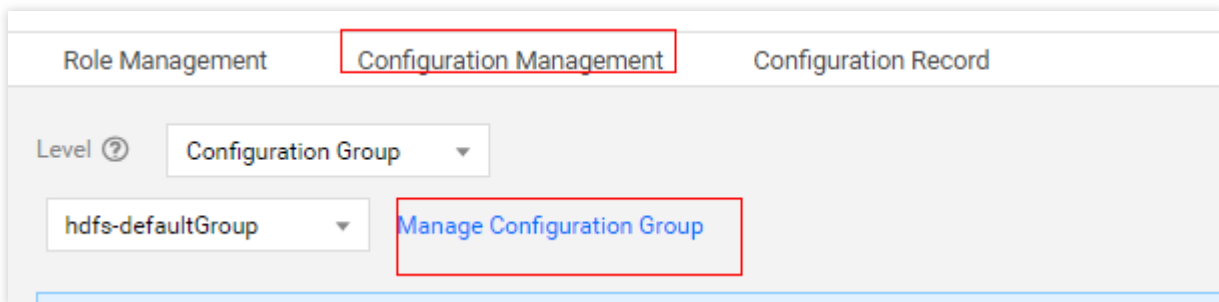 Role Management Configuration Management Configuration Record
Level ? Configuration Group
hdfs-defaultGroup Manage Configuration Group